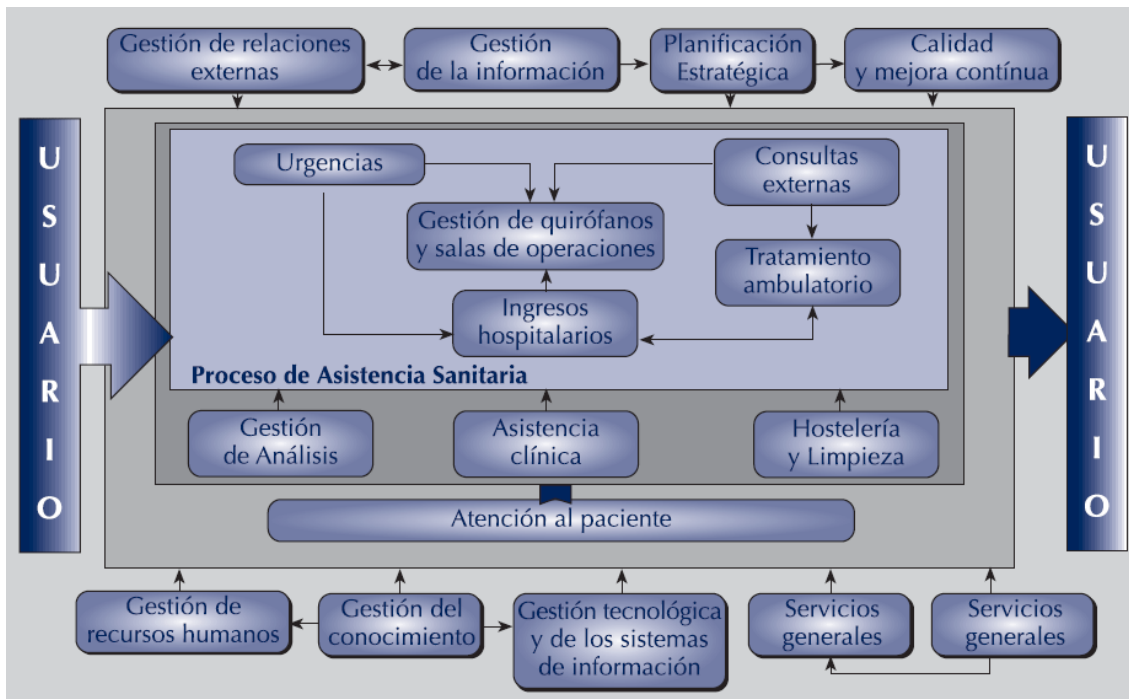 Gestión de relaciones
externas
Gestión
de la información
Planificación
Estratégica
Calidad
y mejora contínua
USUARIO
Urgencias
Consultas
externas
Gestión de quirófanos
y salas de operaciones
Tratamiento
ambulatorio
Ingresos
hospitalarios
Proceso de Asistencia Sanitaria
Gestión
de Análisis
Asistencia
clínica
Hostelería
y Limpieza
Atención al paciente
USUARIO
Gestión de
recursos humanos
Gestión del
conocimiento
Gestión tecnológica
y de los sistemas
de información
Servicios
generales
Servicios
generales